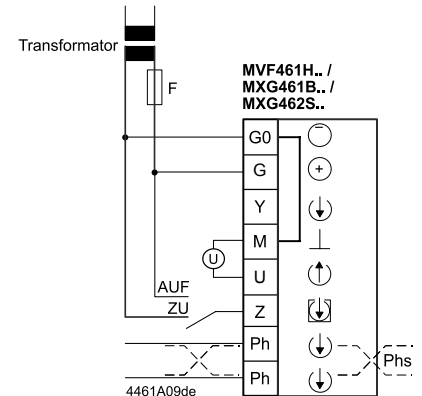 Transformator
F
MVF461H.. /
MXG461B.. /
MXG462S..
G0
G
+
Y
M
U
U
AUF
ZU
Z
Ph
Phs
Ph
4461A09de